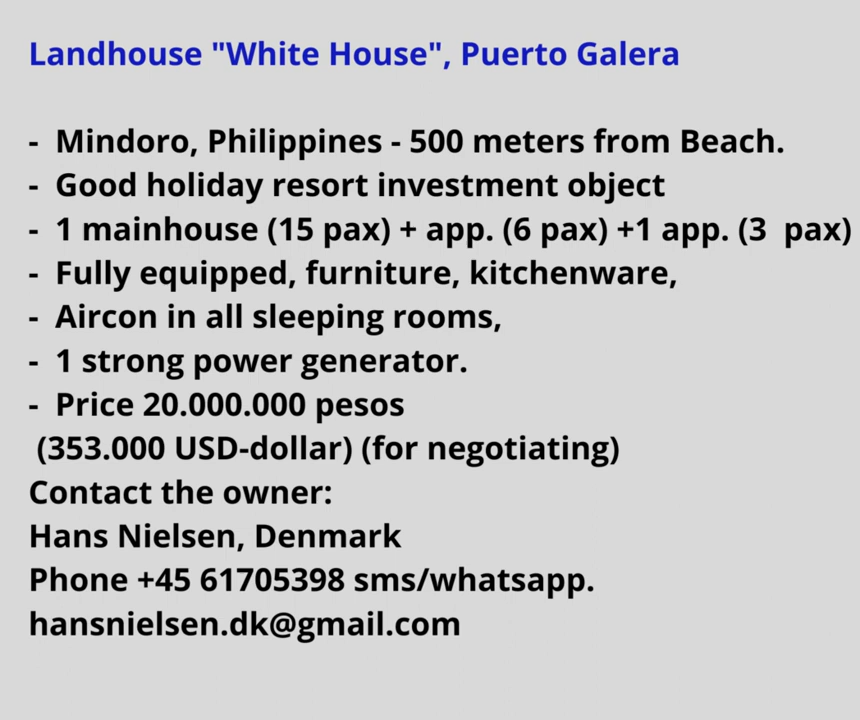 Landhouse "White House", Puerto Galera
- Mindoro, Philippines - 500 meters from Beach.
- Good holiday resort investment object
- 1 mainhouse (15 pax) + app. (6 pax) +1 app. (3  pax)
- Fully equipped, furniture, kitchenware,
- Aircon in all sleeping rooms,
- 1 strong power generator.
- Price 20.000.000 pesos
(353.000 USD-dollar) (for negotiating)
Contact the owner:
Hans Nielsen, Denmark
Phone +45 61705398 sms/whatsapp.
hansnielsen.dk@gmail.com